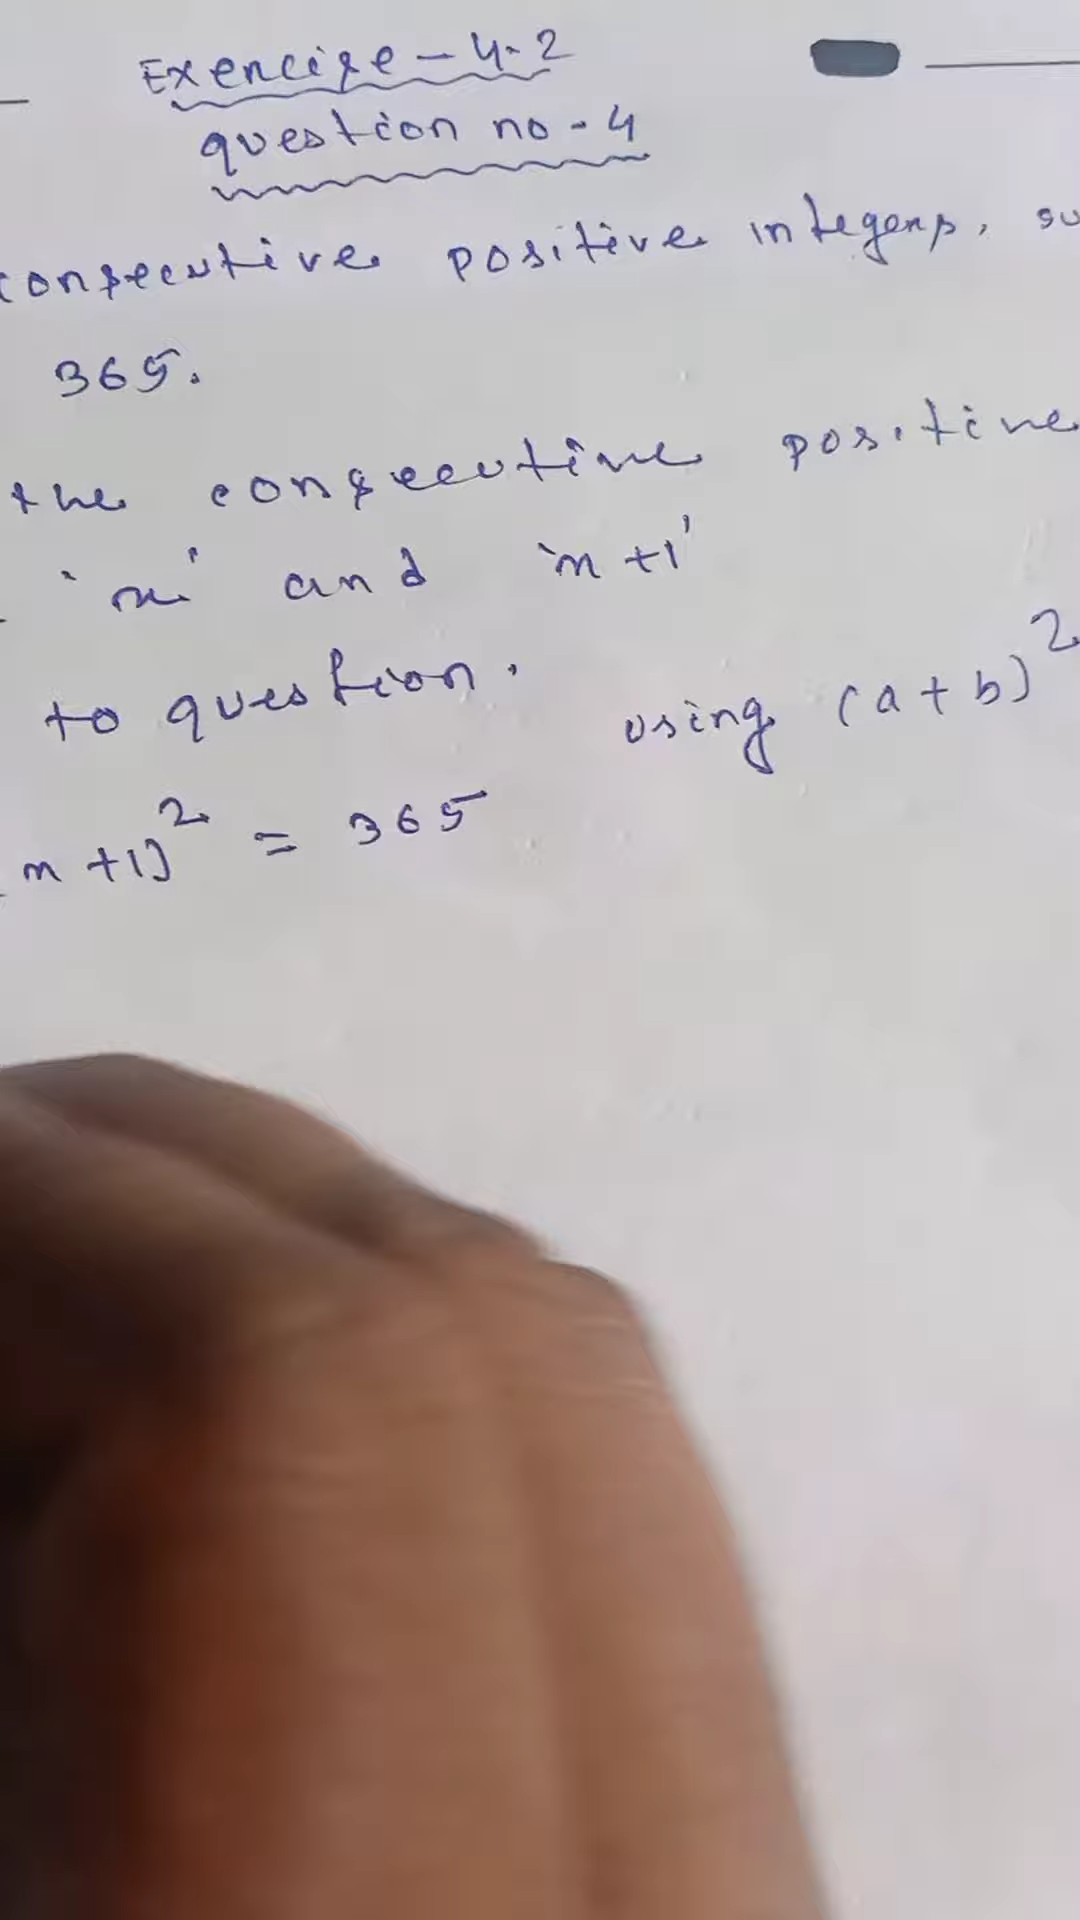 Exercise - 4.2
question no - 4
consecutive positive integers, su
365.
the consecutive positive
'x' and 'x+1'
to question.
using (a+b)²
x+1)² = 365